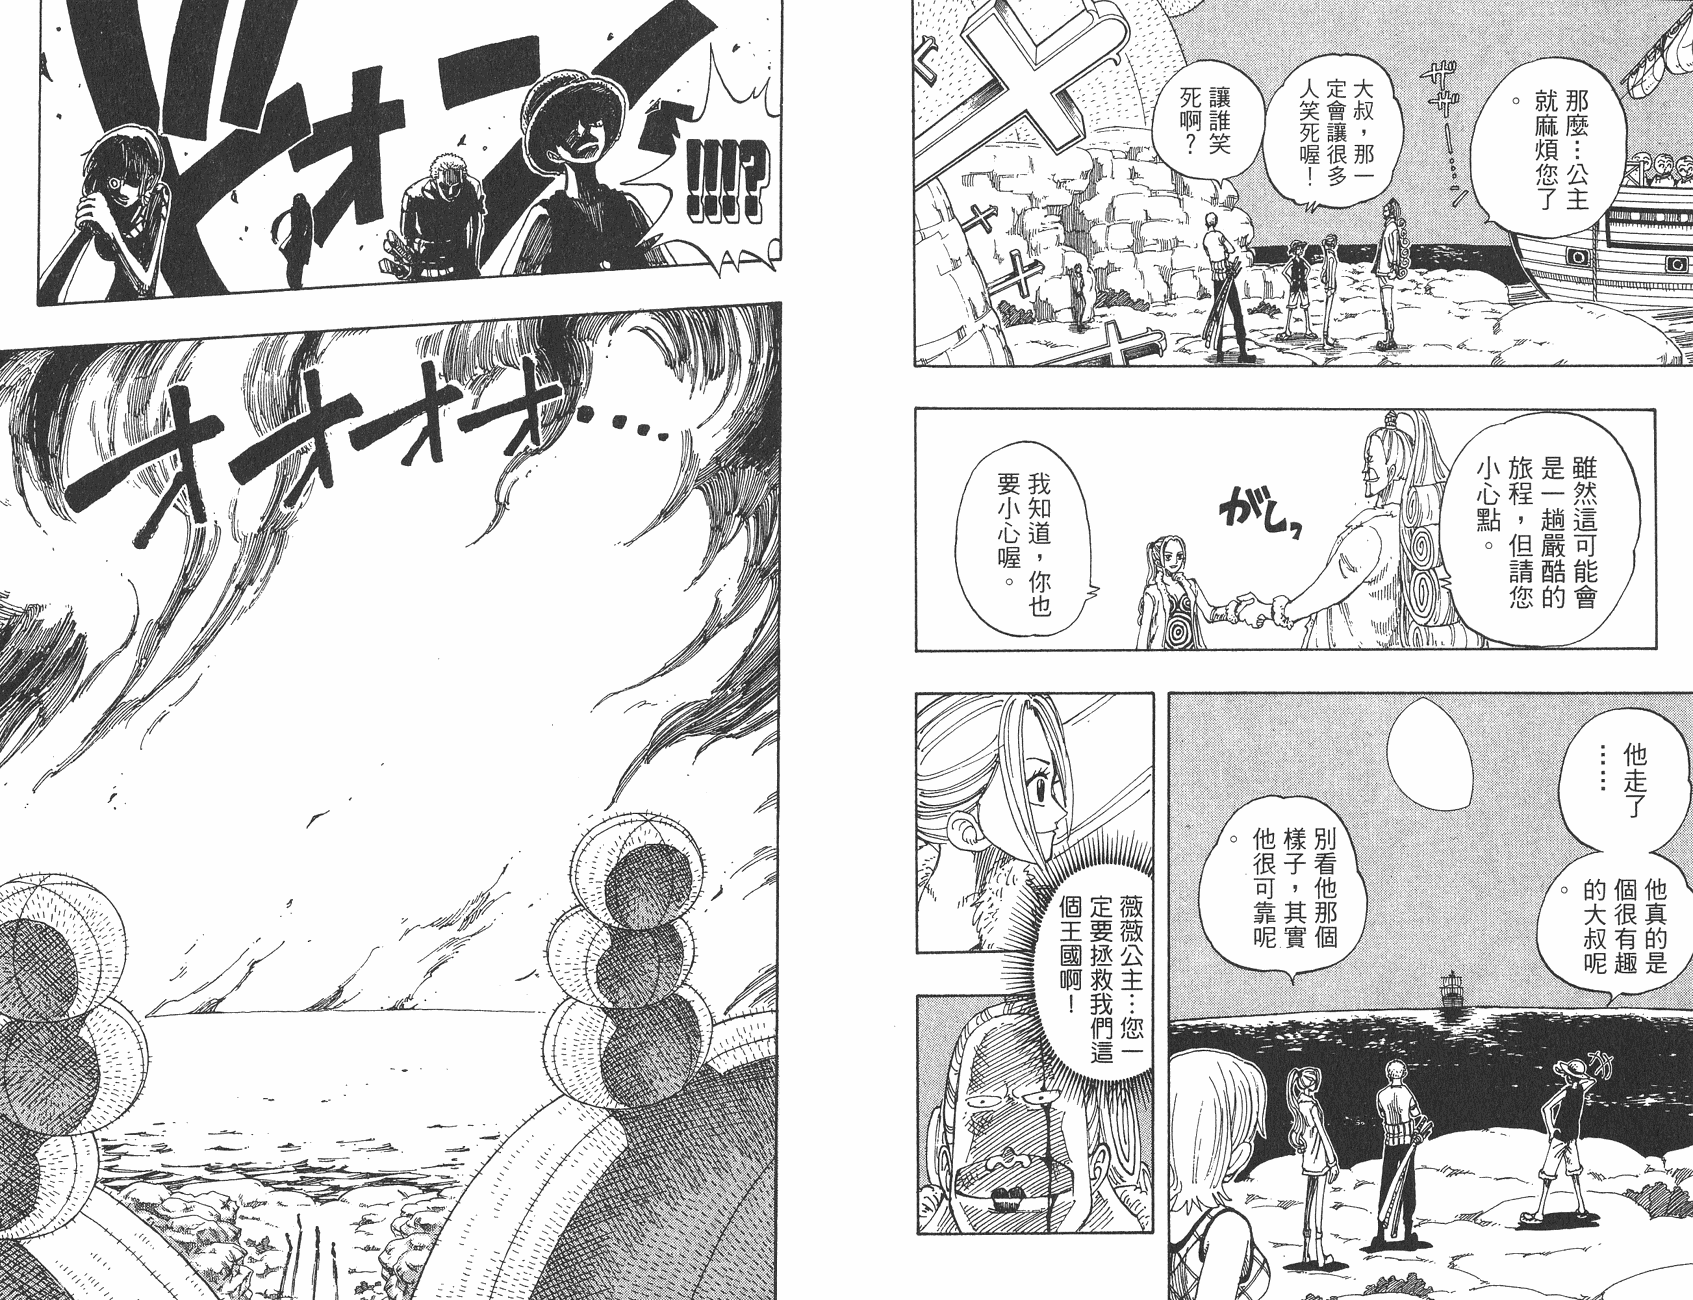 那麼…公主
就麻煩您了
。
ザザ……
大叔，那一
定會讓很多
人笑死喔！
讓誰笑
死啊？
雖然這可能會
是一趟嚴酷的
旅程，但請您
小心點。
がしっ
我知道，你也
要小心喔。
他走了
……
他真的是
個很有趣
的大叔呢
。
別看他那個
樣子，其實
他很可靠呢
。
薇薇公主…您一
定要拯救我們這
個王國啊！
ドオン
!!!!?
オオオオ……